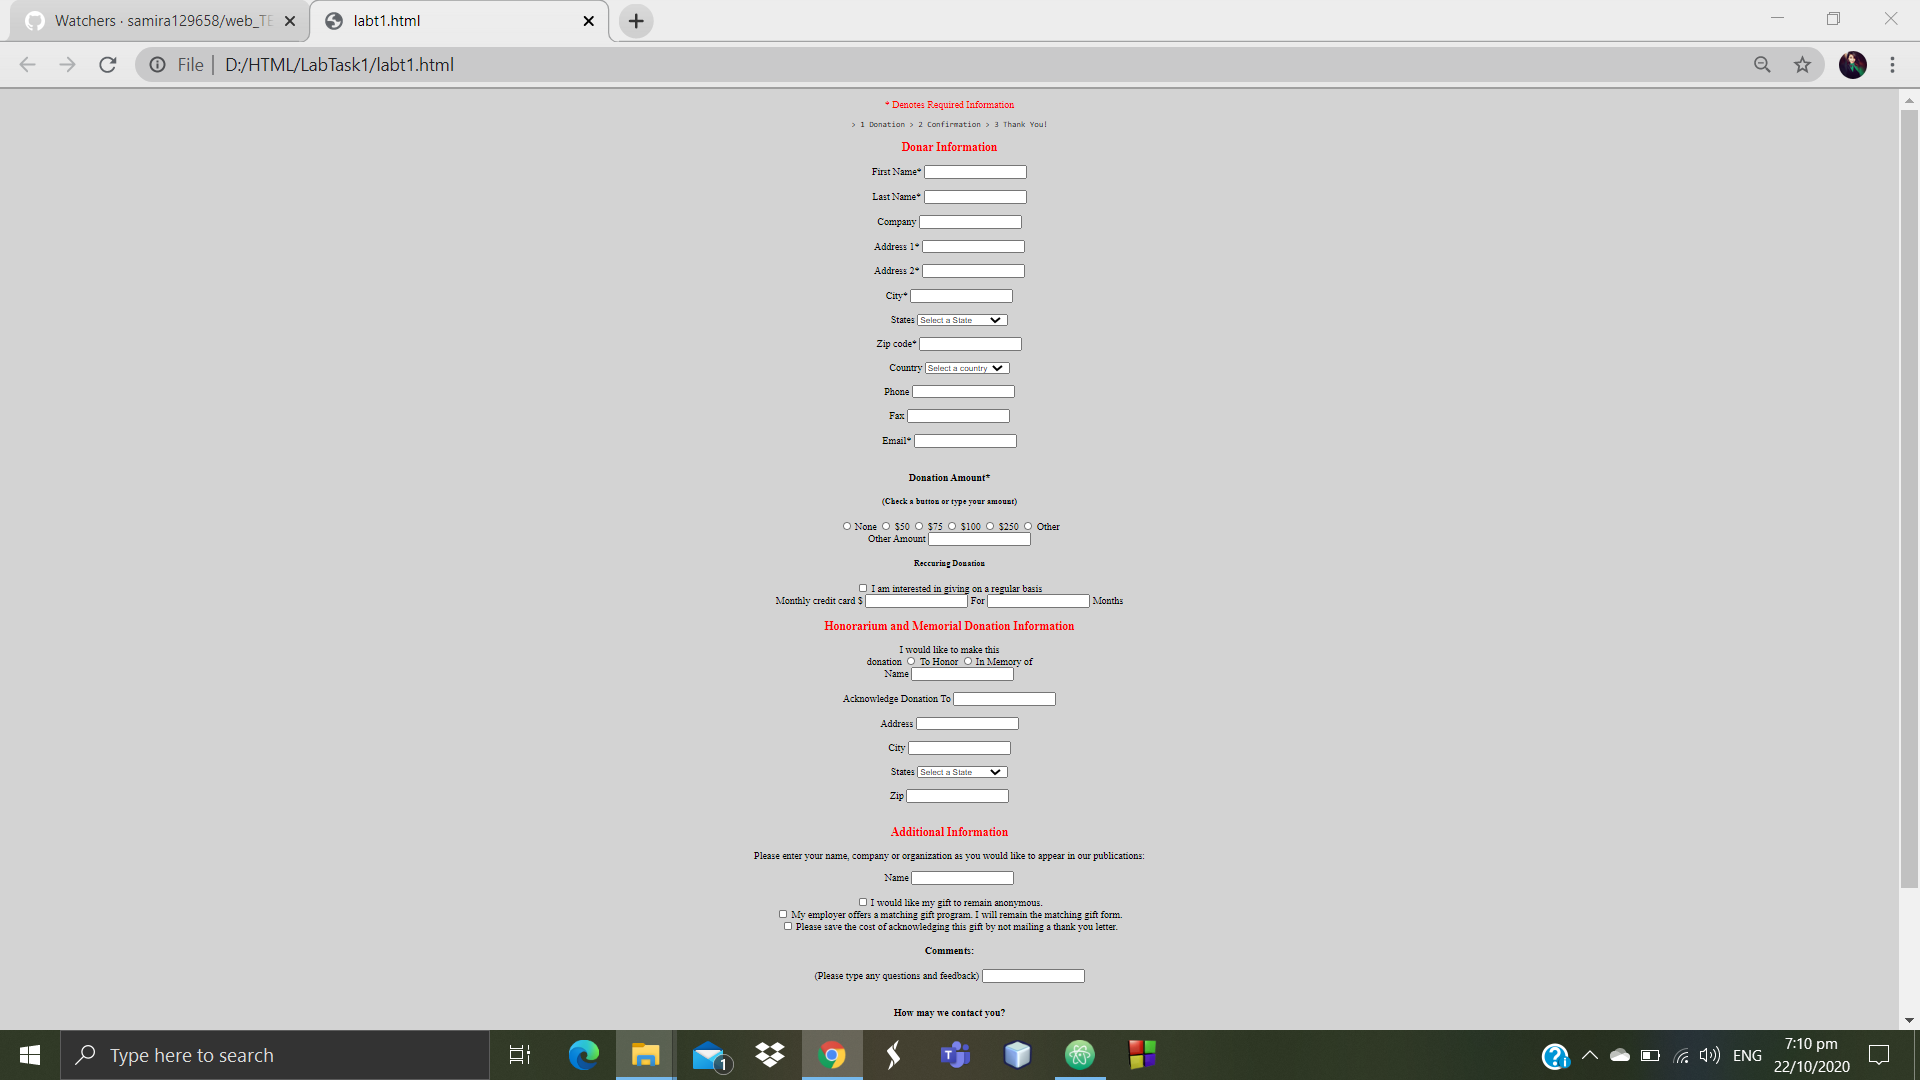 Watchers · samira129658/web_TE
labt1.html
File | D:/HTML/LabTask1/labt1.html
* Denotes Required Information
> 1 Donation > 2 Confirmation > 3 Thank You!
Donar Information
First Name*
Last Name*
Company
Address 1*
Address 2*
City*
States Select a State
Zip code*
Country Select a country
Phone
Fax
Email*
Donation Amount*
(Check a button or type your amount)
None $50 $75 $100 $250 Other
Other Amount
Reccuring Donation
I am interested in giving on a regular basis
Monthly credit card $ For Months
Honorarium and Memorial Donation Information
I would like to make this
donation To Honor In Memory of
Name
Acknowledge Donation To
Address
City
States Select a State
Zip
Additional Information
Please enter your name, company or organization as you would like to appear in our publications:
Name
I would like my gift to remain anonymous.
My employer offers a matching gift program. I will remain the matching gift form.
Please save the cost of acknowledging this gift by not mailing a thank you letter.
Comments:
(Please type any questions and feedback)
How may we contact you?
Type here to search
1
ENG
7:10 pm
22/10/2020